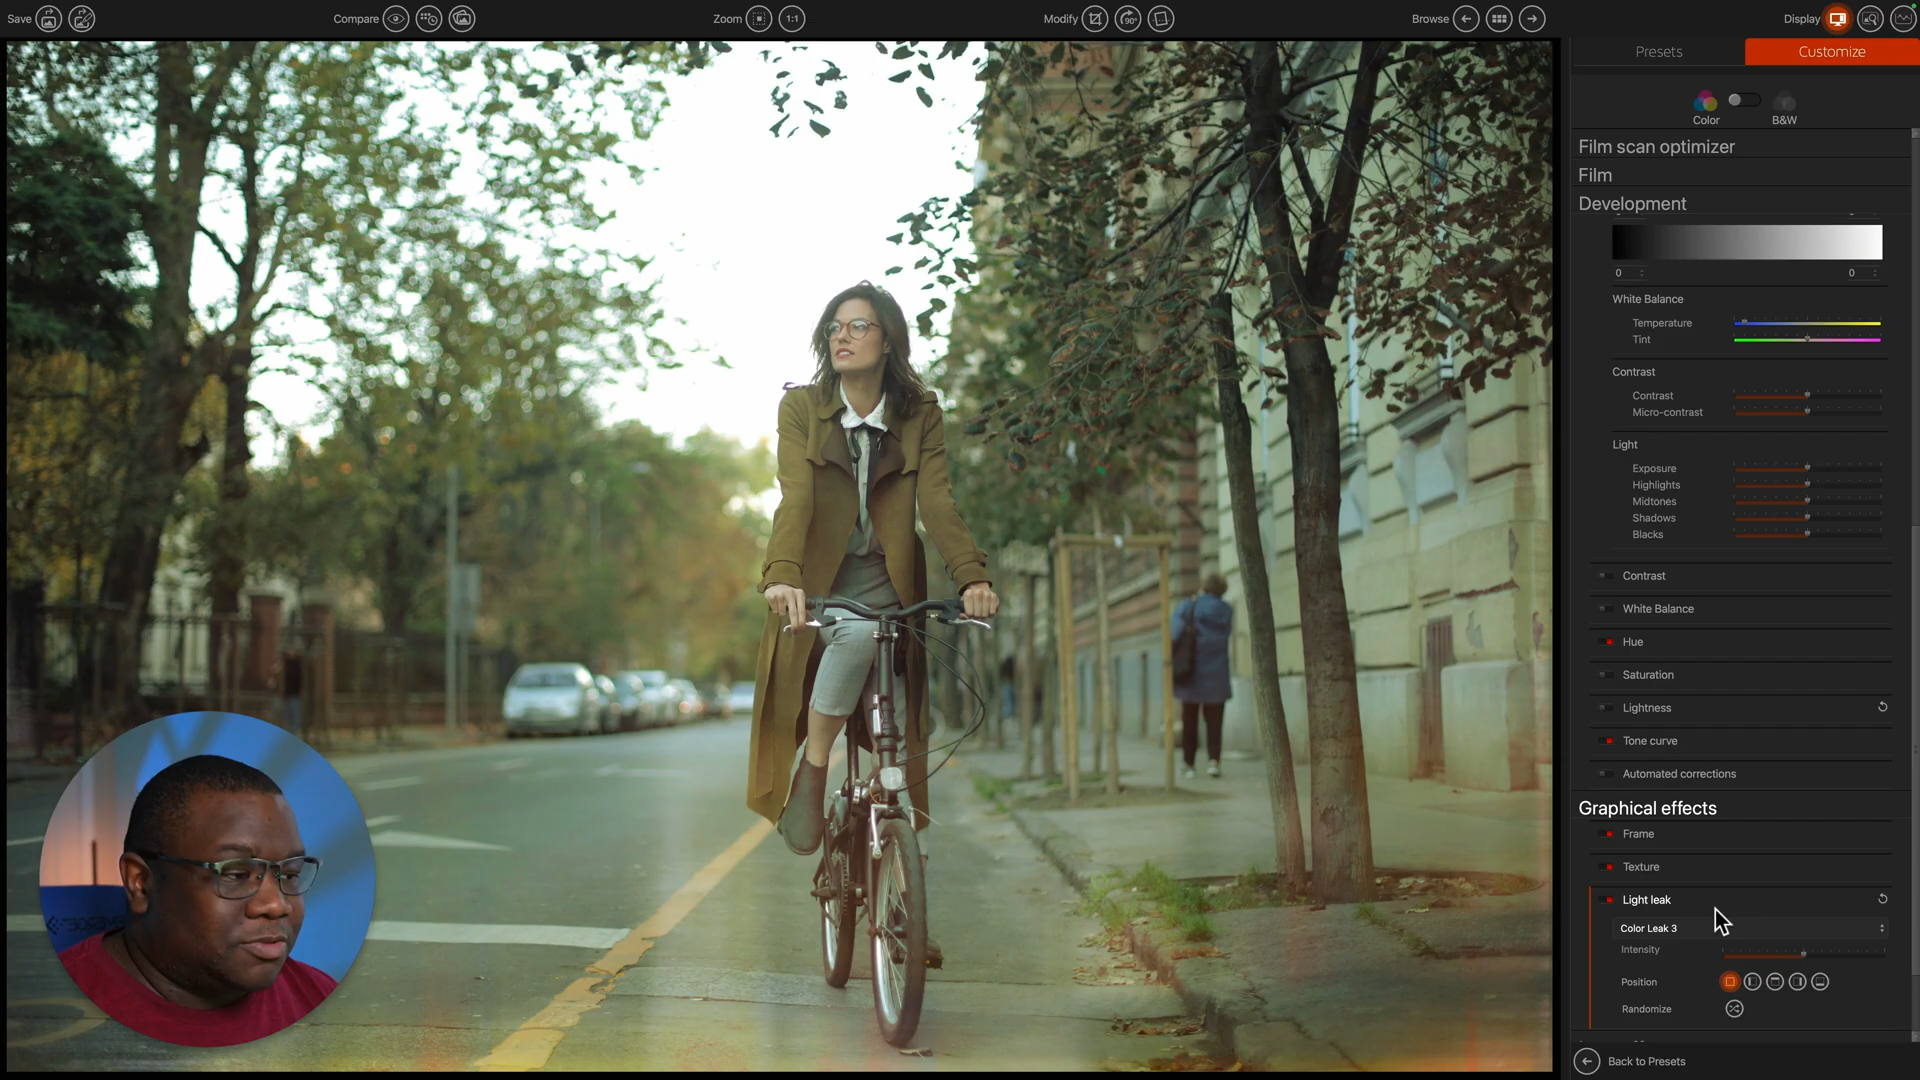 Save
Compare
Zoom
1:1
Modify
90°
Browse
Display
Presets
Customize
Color
B&W
Film scan optimizer
Film
Development
0 0
White Balance
Temperature
Tint
Contrast
Contrast
Micro-contrast
Light
Exposure
Highlights
Midtones
Shadows
Blacks
Contrast
White Balance
Hue
Saturation
Lightness
Tone curve
Automated corrections
Graphical effects
Frame
Texture
Light leak
Color Leak 3
Intensity
Position
Randomize
Back to Presets